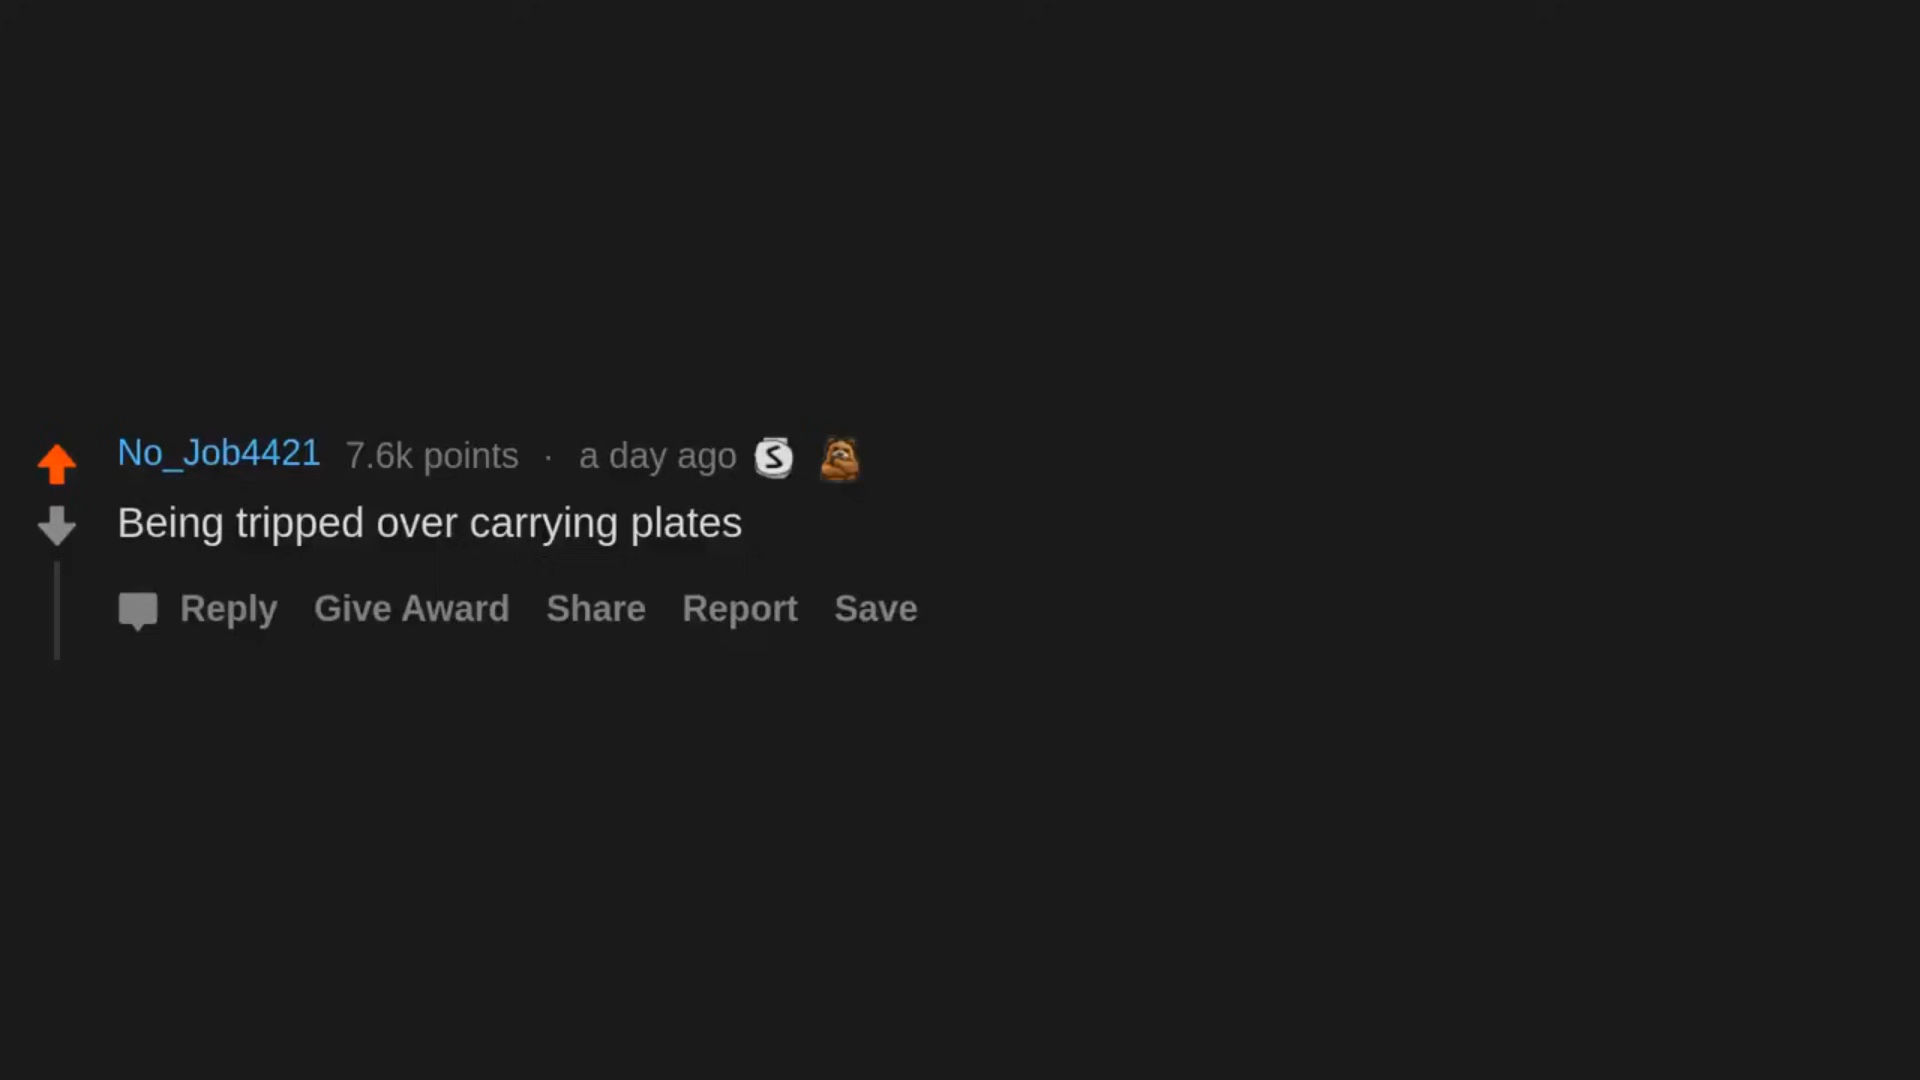 No_Job4421 7.6k points · a day ago S
Being tripped over carrying plates
Reply Give Award Share Report Save